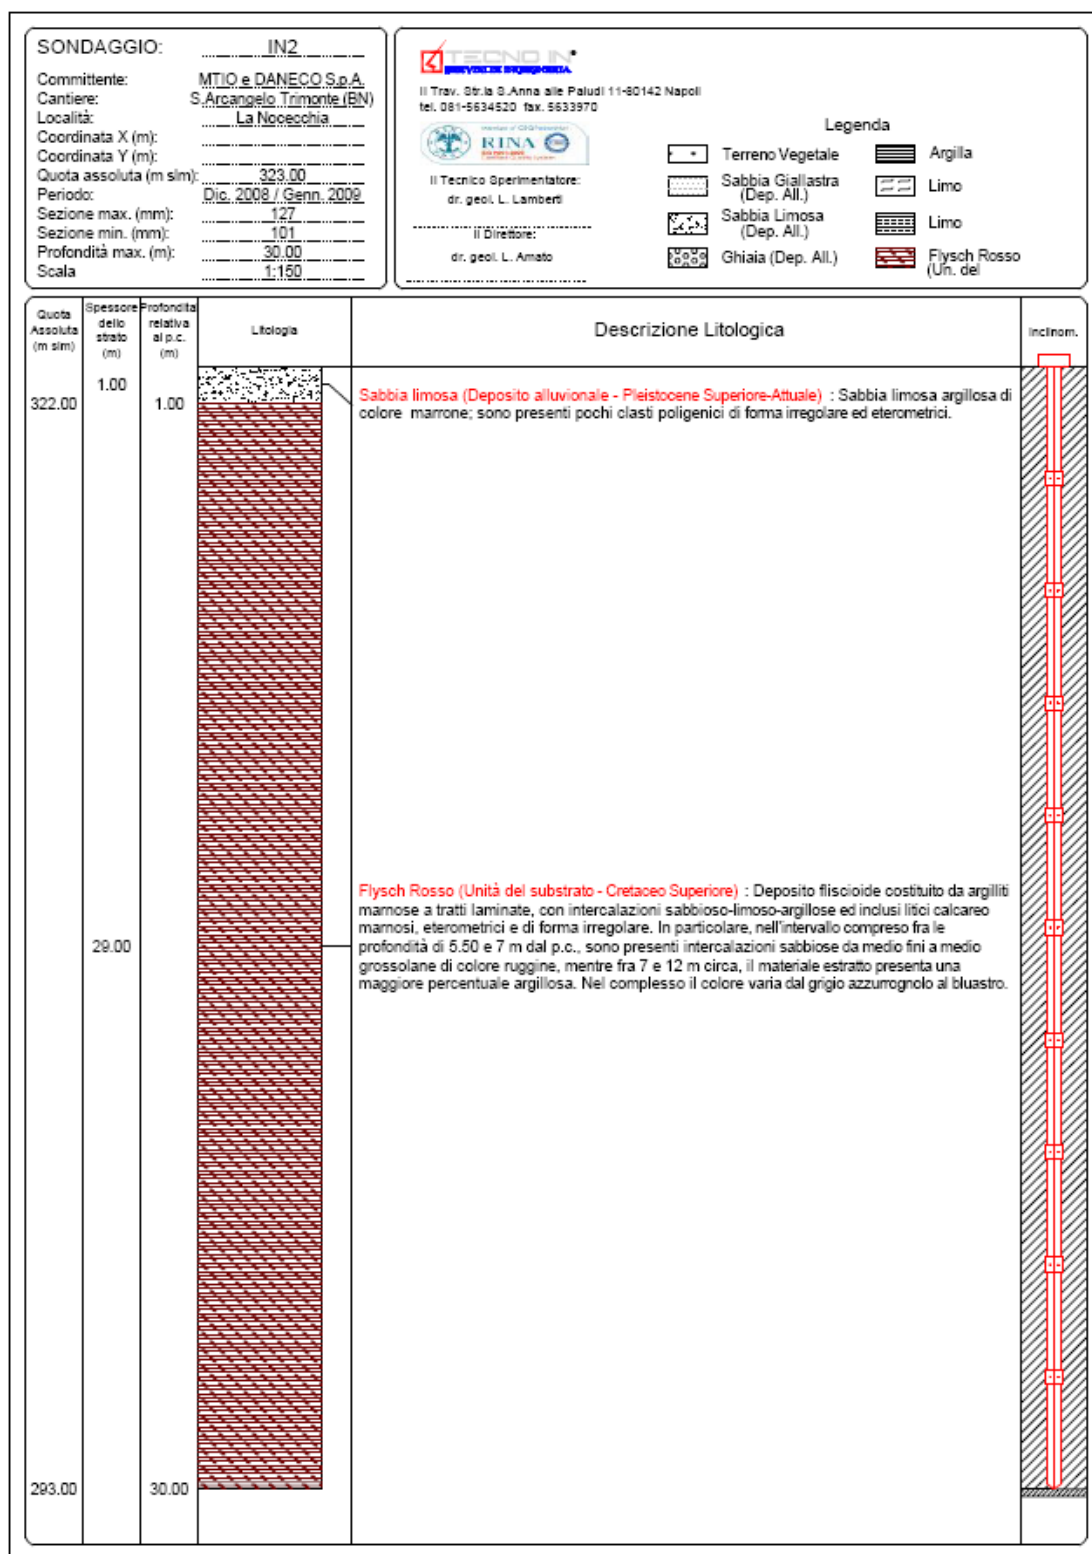 SONDAGGIO: IN2
Committente: MTIO e DANECO S.p.A.
Cantiere: S.Arcangelo Trimonte (BN)
Località: La Nocecchia
Coordinata X (m):
Coordinata Y (m):
Quota assoluta (m slm): 323.00
Periodo: Dic. 2008 / Genn. 2009
Sezione max. (mm): 127
Sezione min. (mm): 101
Profondità max. (m): 30.00
Scala 1:150
TECNO IN
SERVIZI DI INGEGNERIA
II Trav. Str.la S.Anna alle Paludi 11-80142 Napoli
tel. 081-5634520 fax. 5633970
RINA
Il Tecnico Sperimentatore:
dr. geol. L. Lamberti
Il Direttore:
dr. geol. L. Amato
Legenda
Terreno Vegetale
Sabbia Giallastra
(Dep. All.)
Sabbia Limosa
(Dep. All.)
Ghiaia (Dep. All.)
Argilla
Limo
Limo
Flysch Rosso
(Un. del
Quota
Assoluta
(m slm)
Spessore
dello
strato
(m)
Profondità
relativa
al p.c.
(m)
Litologia
Descrizione Litologica
Inclinom.
1.00
322.00
1.00
Sabbia limosa (Deposito alluvionale - Pleistocene Superiore-Attuale) : Sabbia limosa argillosa di
colore marrone; sono presenti pochi clasti poligenici di forma irregolare ed eterometrici.
29.00
Flysch Rosso (Unità del substrato - Cretaceo Superiore) : Deposito fliscioide costituito da argilliti
marnose a tratti laminate, con intercalazioni sabbioso-limoso-argillose ed inclusi litici calcareo
marnosi, eterometrici e di forma irregolare. In particolare, nell'intervallo compreso fra le
profondità di 5.50 e 7 m dal p.c., sono presenti intercalazioni sabbiose da medio fini a medio
grossolane di colore ruggine, mentre fra 7 e 12 m circa, il materiale estratto presenta una
maggiore percentuale argillosa. Nel complesso il colore varia dal grigio azzurrognolo al bluastro.
293.00
30.00